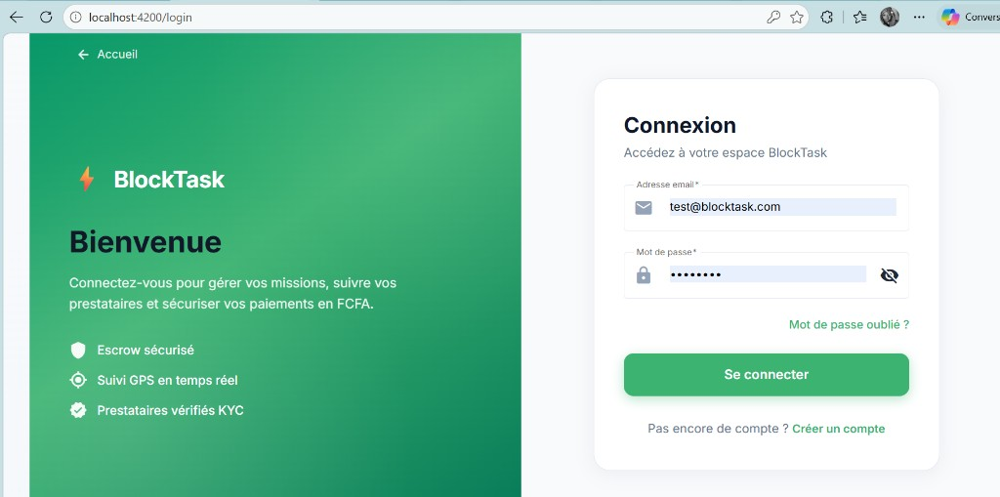 localhost:4200/login
Convers
Accueil
BlockTask
Bienvenue
Connectez-vous pour gérer vos missions, suivre vos
prestataires et sécuriser vos paiements en FCFA.
Escrow sécurisé
Suivi GPS en temps réel
Prestataires vérifiés KYC
Connexion
Accédez à votre espace BlockTask
Adresse email*
test@blocktask.com
Mot de passe*
••••••••
Mot de passe oublié ?
Se connecter
Pas encore de compte ? Créer un compte